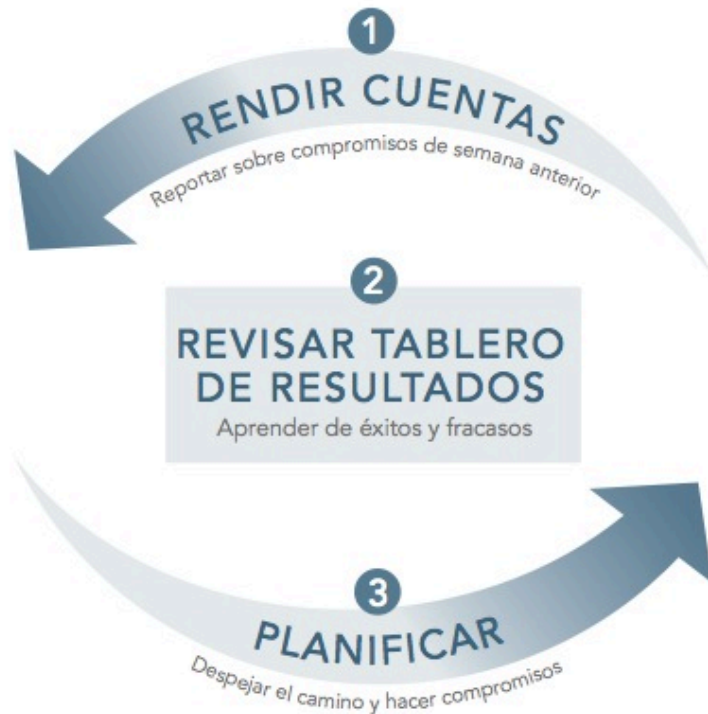 1
RENDIR CUENTAS
Reportar sobre compromisos de semana anterior
2
REVISAR TABLERO
DE RESULTADOS
Aprender de éxitos y fracasos
3
PLANIFICAR
Despejar el camino y hacer compromisos